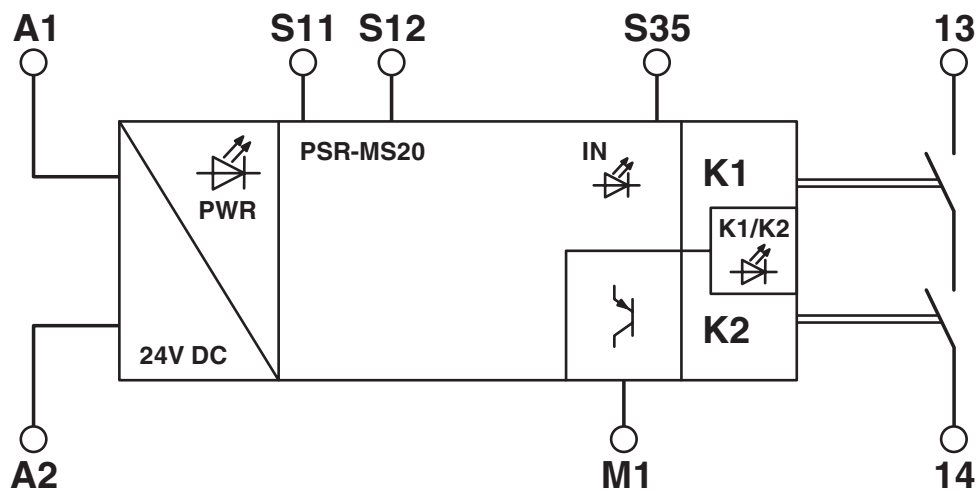 A1
S11
S12
S35
13
PSR-MS20
IN
K1
PWR
K1/K2
K2
24V DC
A2
M1
14